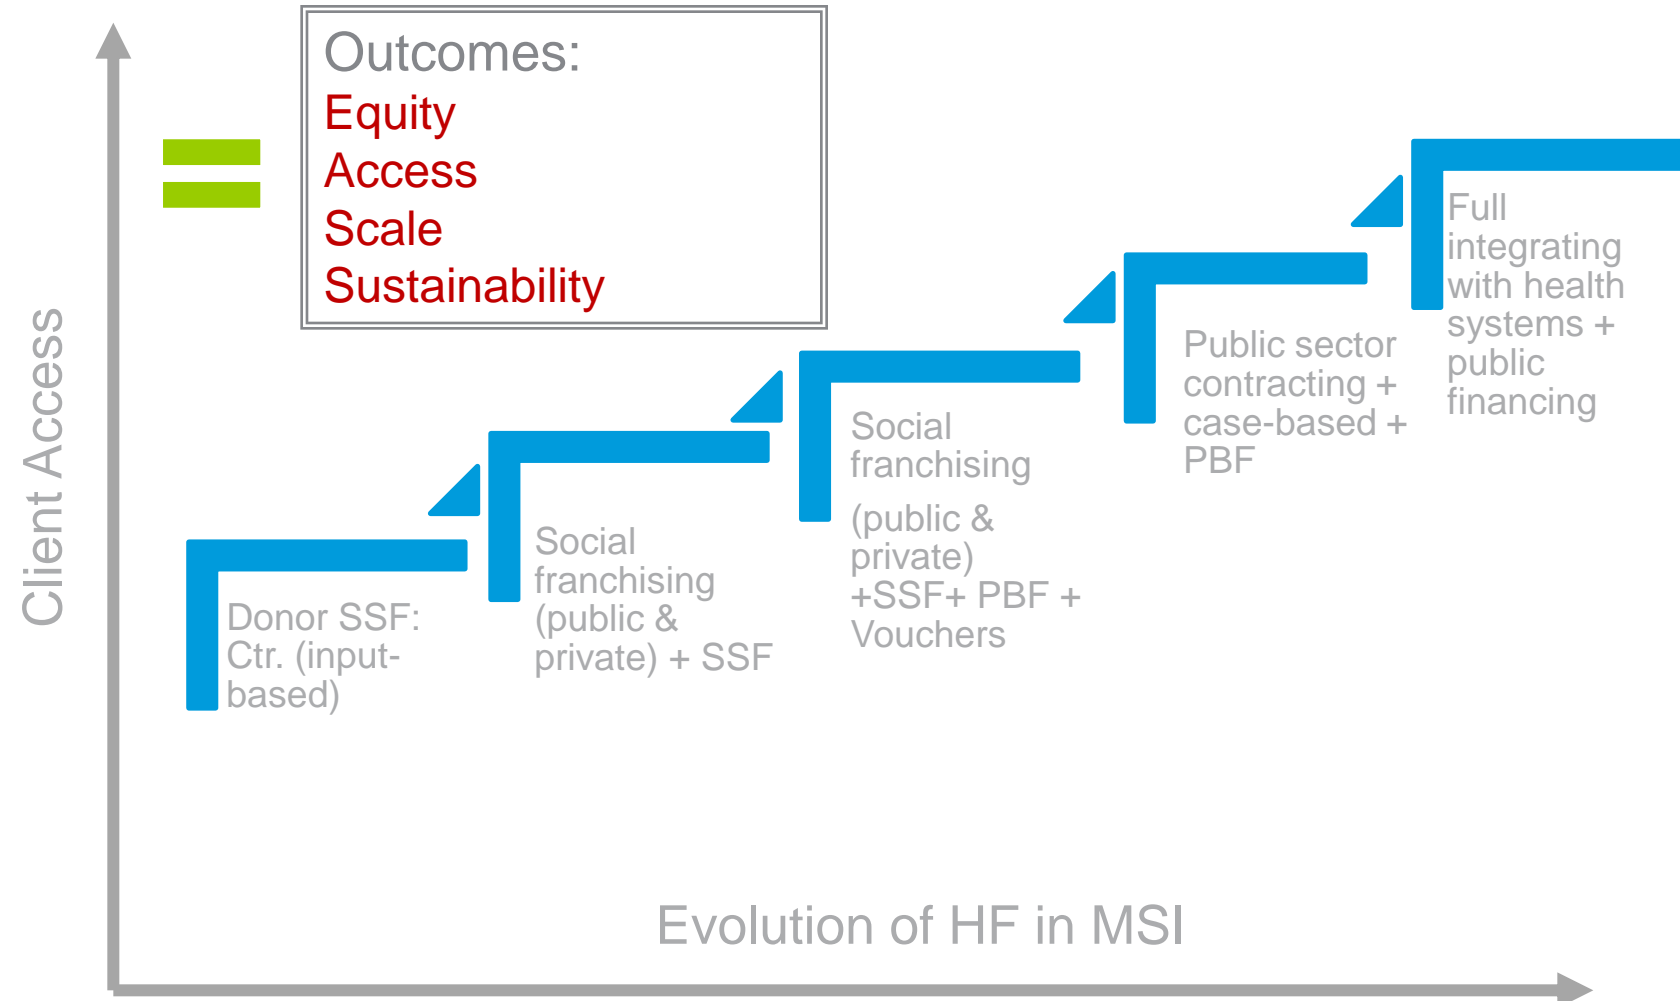 Outcomes:
Equity
Access
Scale
Sustainability
Client Access
Donor SSF:
Ctr. (input-
based)
Social
franchising
(public &
private) + SSF
Social
franchising
(public &
private)
+SSF+ PBF +
Vouchers
Public sector
contracting +
case-based +
PBF
Full
integrating
with health
systems +
public
financing
Evolution of HF in MSI